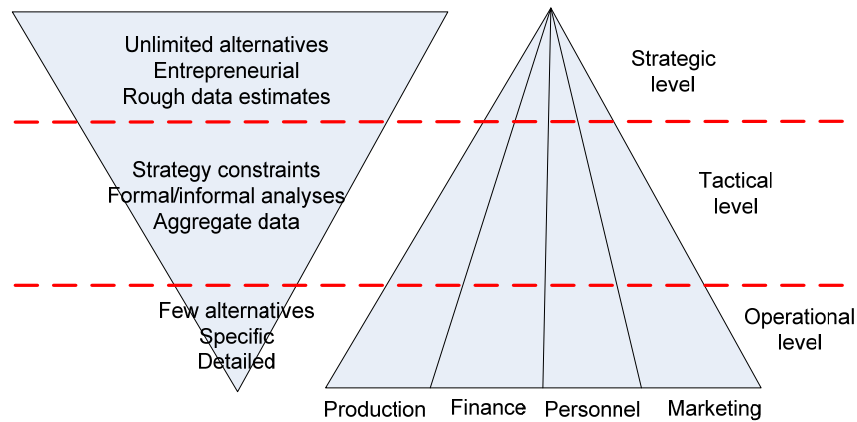 Unlimited alternatives
Entrepreneurial
Rough data estimates
Strategic
level
Strategy constraints
Formal/informal analyses
Aggregate data
Tactical
level
Few alternatives
Specific
Detailed
Operational
level
Production
Finance
Personnel
Marketing